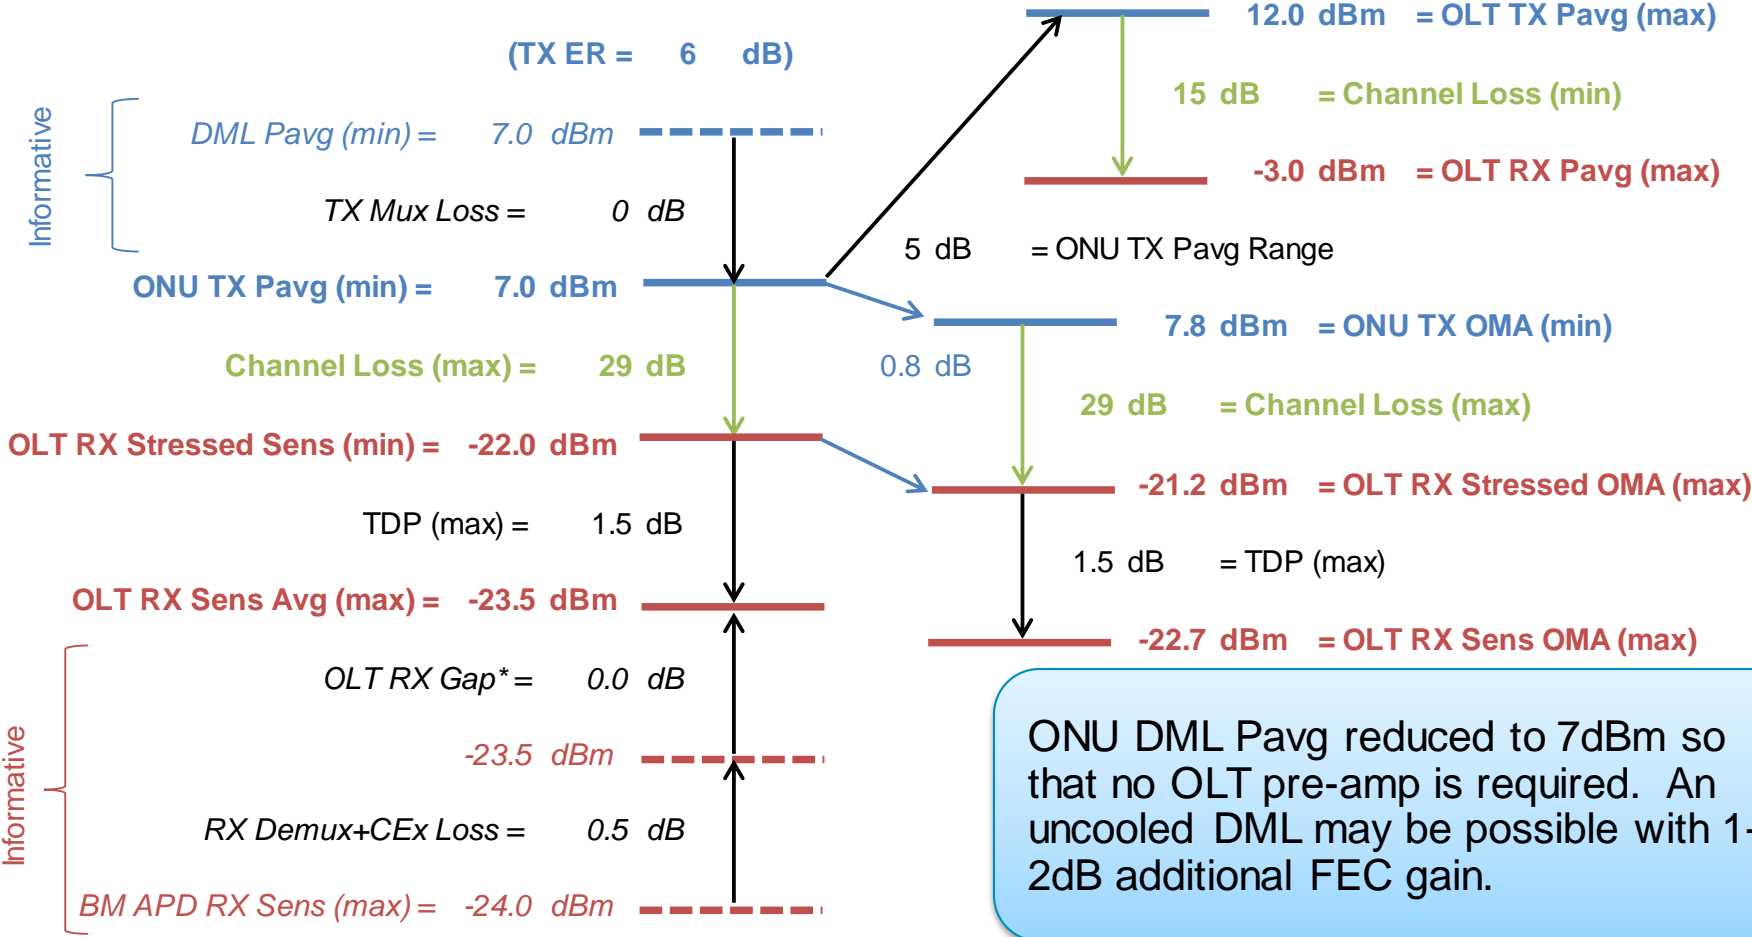 12.0 dBm = OLT TX Pavg (max)
(TX ER = 6 dB)
15 dB = Channel Loss (min)
Informative
DML Pavg (min) = 7.0 dBm
-3.0 dBm = OLT RX Pavg (max)
TX Mux Loss = 0 dB
5 dB = ONU TX Pavg Range
ONU TX Pavg (min) = 7.0 dBm
7.8 dBm = ONU TX OMA (min)
Channel Loss (max) = 29 dB
0.8 dB
29 dB = Channel Loss (max)
OLT RX Stressed Sens (min) = -22.0 dBm
-21.2 dBm = OLT RX Stressed OMA (max)
TDP (max) = 1.5 dB
1.5 dB = TDP (max)
OLT RX Sens Avg (max) = -23.5 dBm
-22.7 dBm = OLT RX Sens OMA (max)
OLT RX Gap* = 0.0 dB
Informative
-23.5 dBm
RX Demux+CEx Loss = 0.5 dB
BM APD RX Sens (max) = -24.0 dBm
ONU DML Pavg reduced to 7dBm so
that no OLT pre-amp is required. An
uncooled DML may be possible with 1-
2dB additional FEC gain.